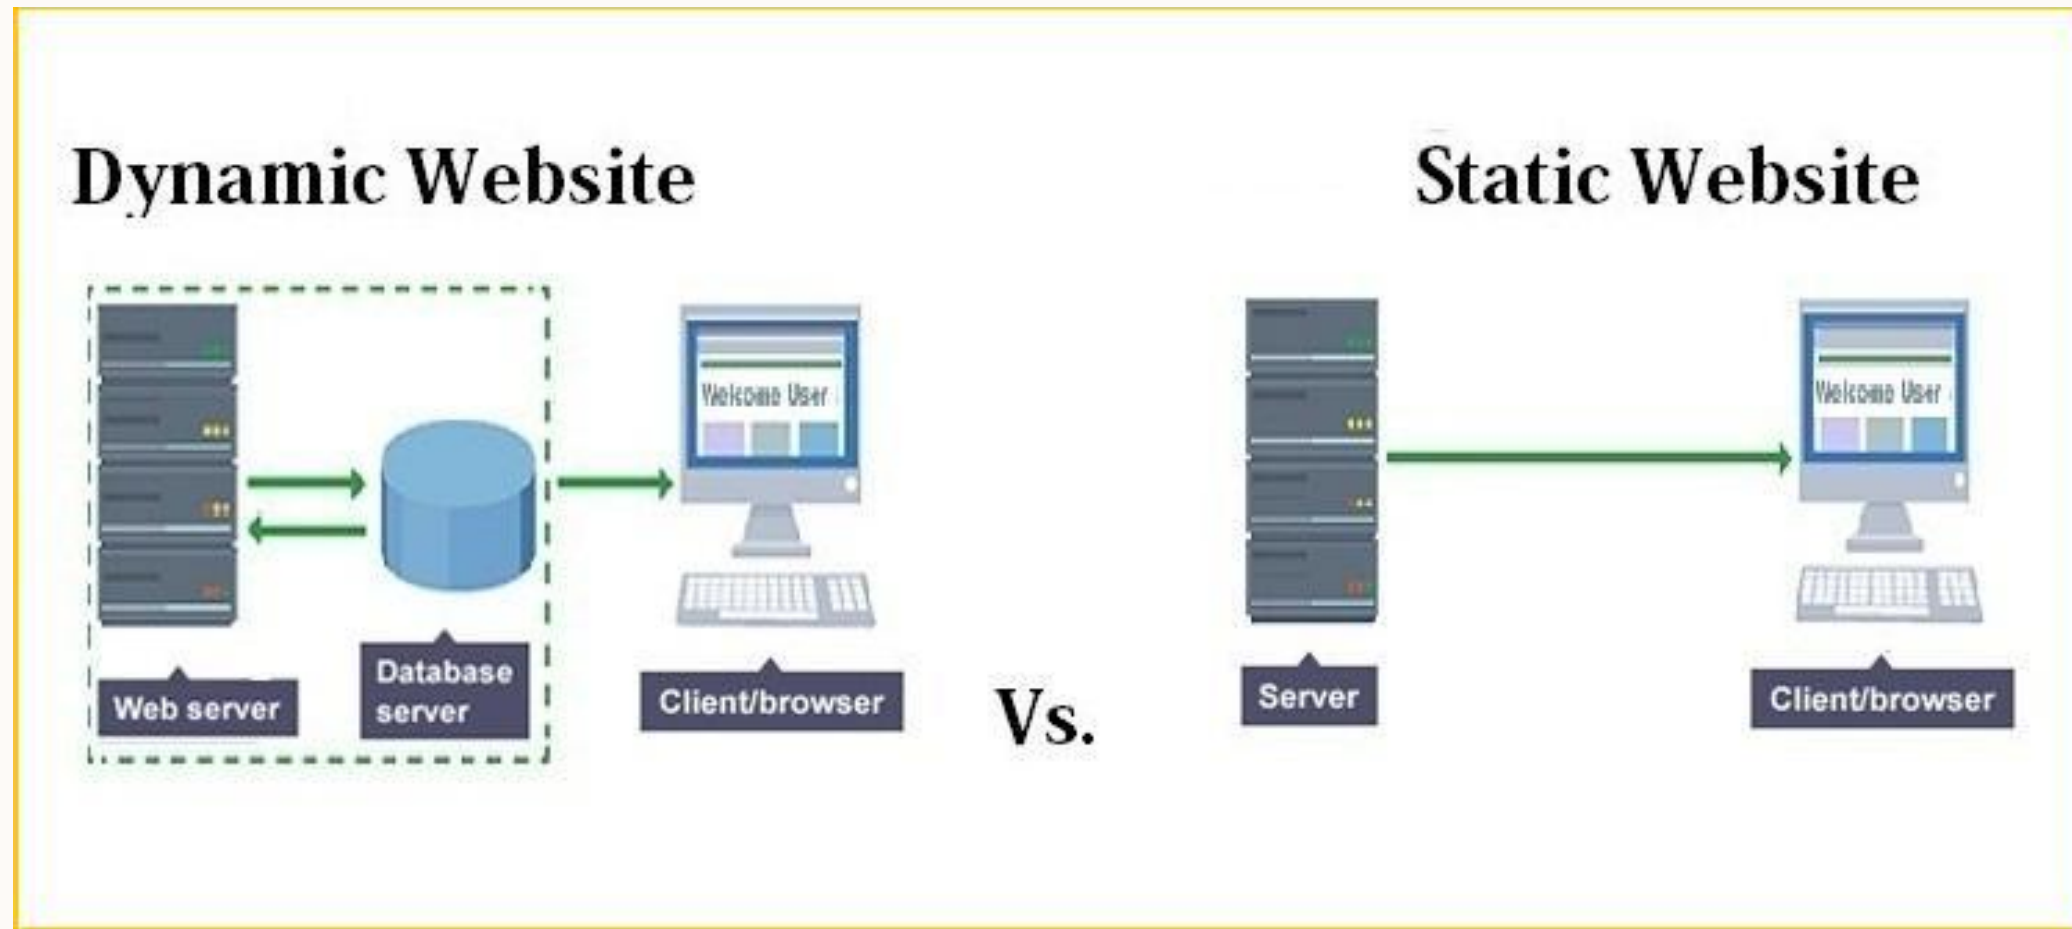 Dynamic Website
Static Website
Welcome User
Welcome User
Web server
Database
server
Client/browser
Vs.
Server
Client/browser